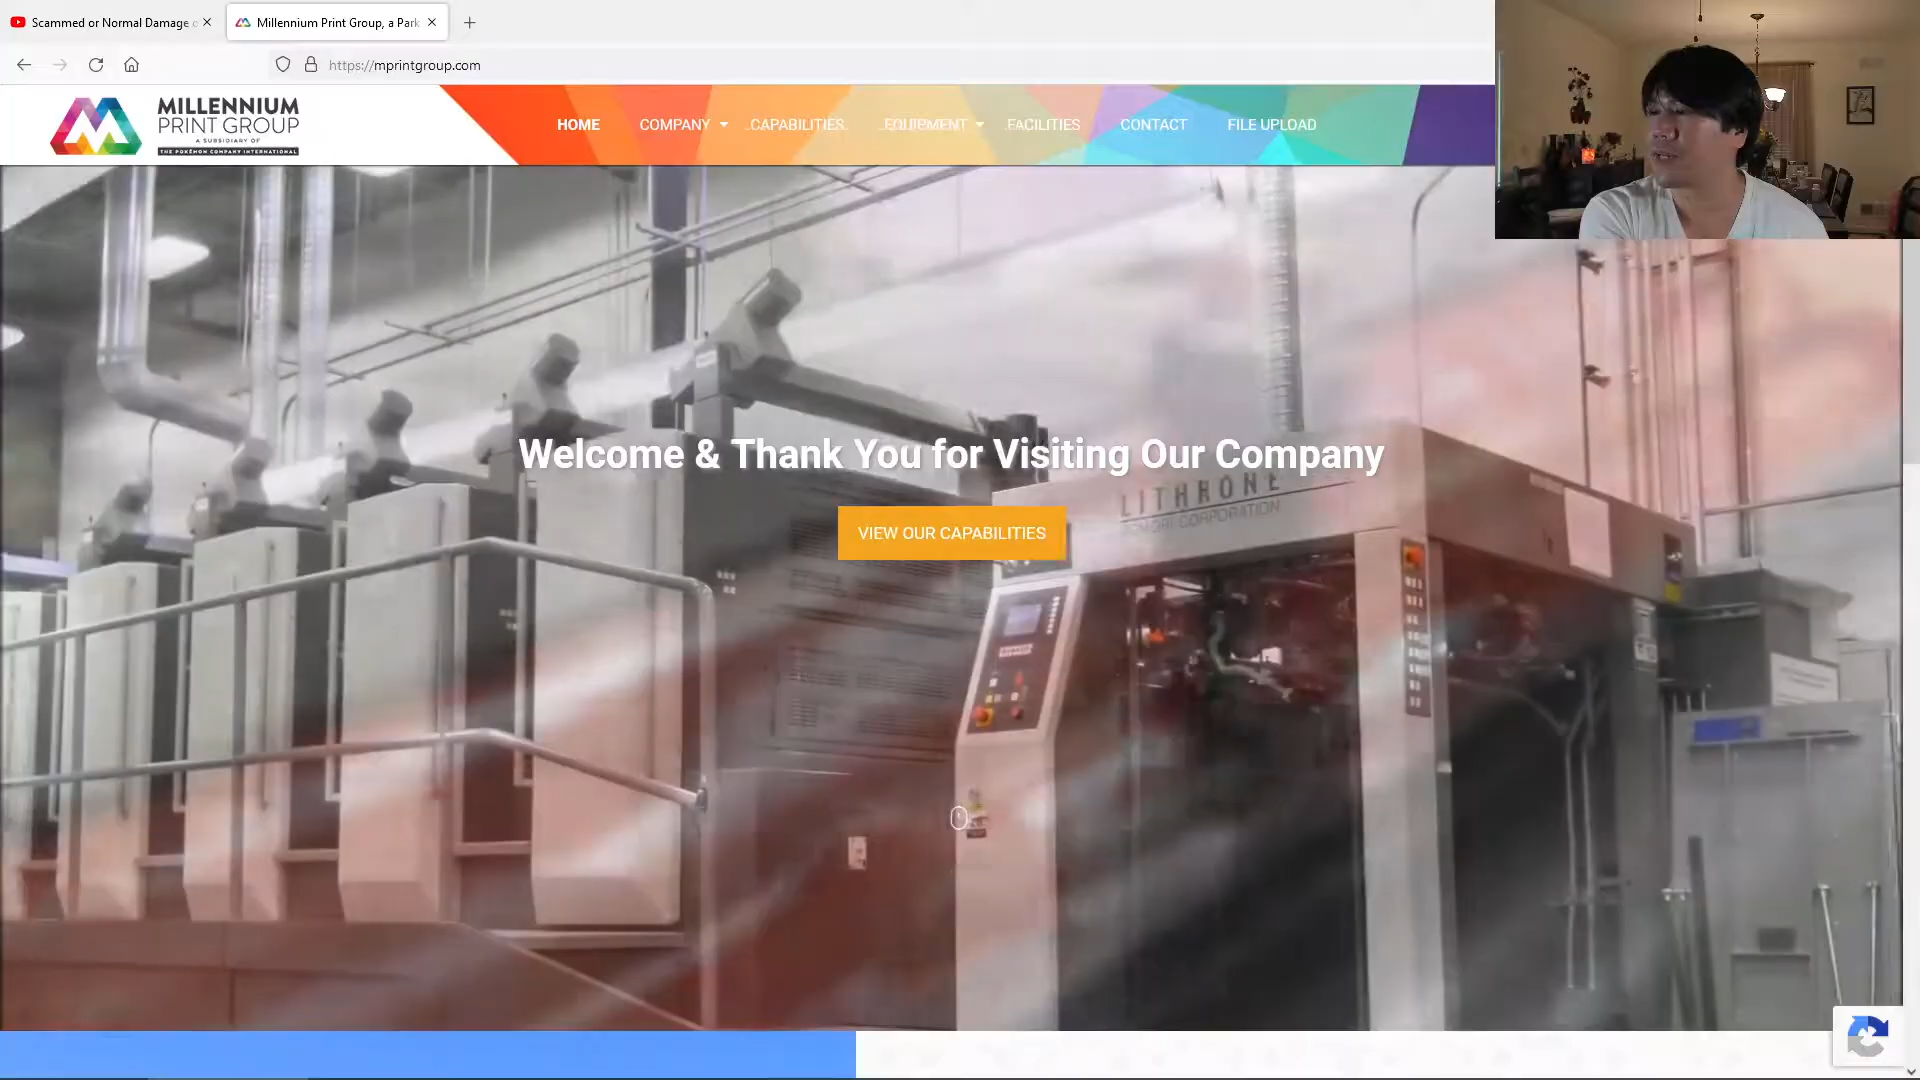 Scammed or Normal Damage
Millennium Print Group, a Park
https://mprintgroup.com
MILLENNIUM
PRINT GROUP
A SUBSIDIARY OF
THE POKÉMON COMPANY INTERNATIONAL
HOME
COMPANY
CAPABILITIES
EQUIPMENT
FACILITIES
CONTACT
FILE UPLOAD
Welcome & Thank You for Visiting Our Company
LITHRONE
CORPORATION
VIEW OUR CAPABILITIES